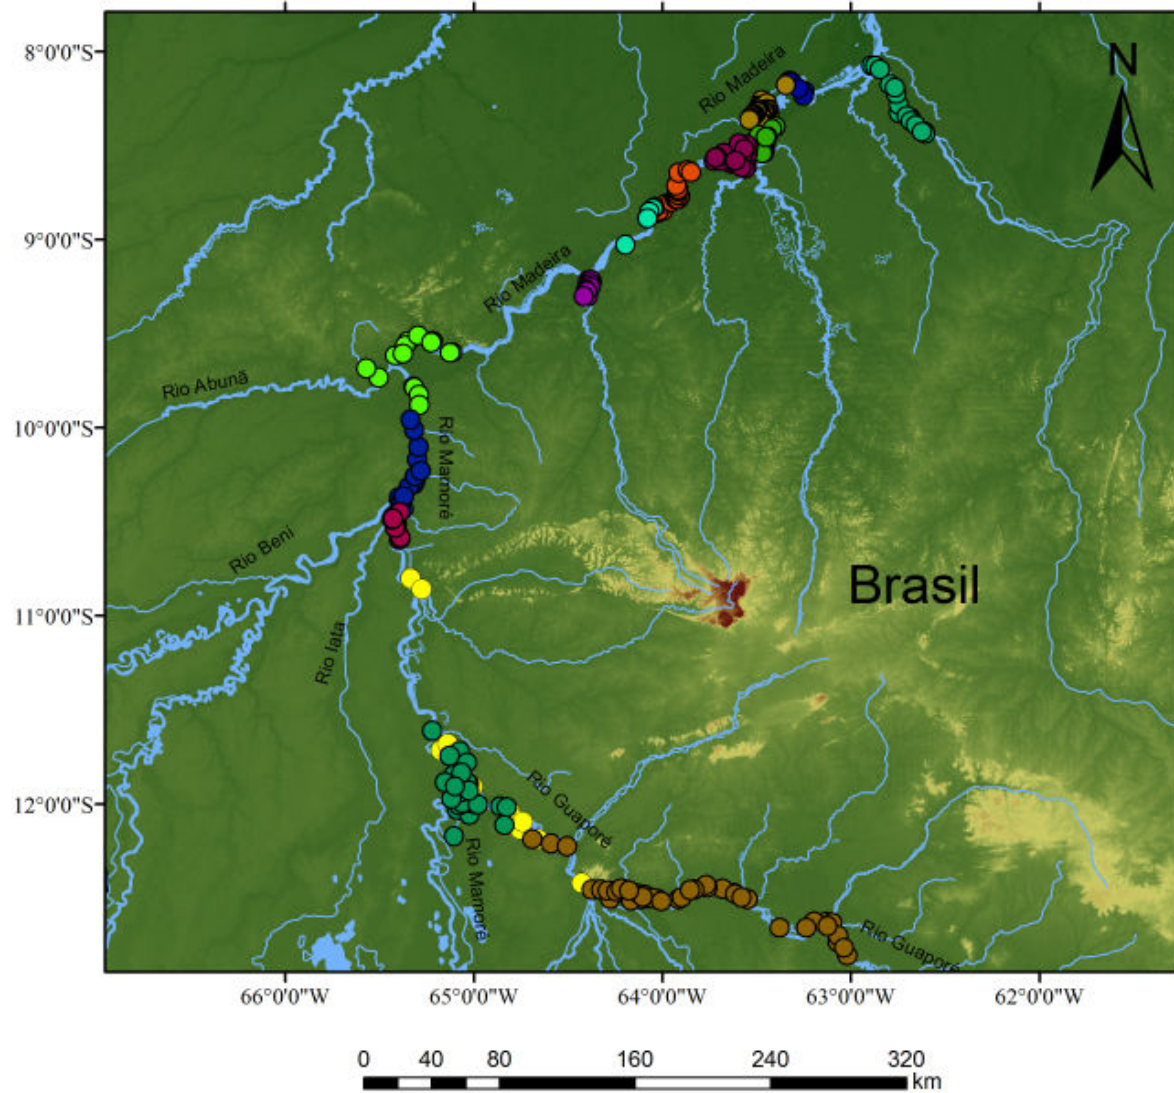 8°0'0"S
N
Rio Madeira
9°0'0"S
Rio Madeira
Rio Abunã
10°0'0"S
Rio Mamoré
Rio Beni
Brasil
11°0'0"S
Rio Iata
12°0'0"S
Rio Guaporé
Rio Mamoré
Rio Guaporé
66°0'0"W
65°0'0"W
64°0'0"W
63°0'0"W
62°0'0"W
0 40 80 160 240 320
km